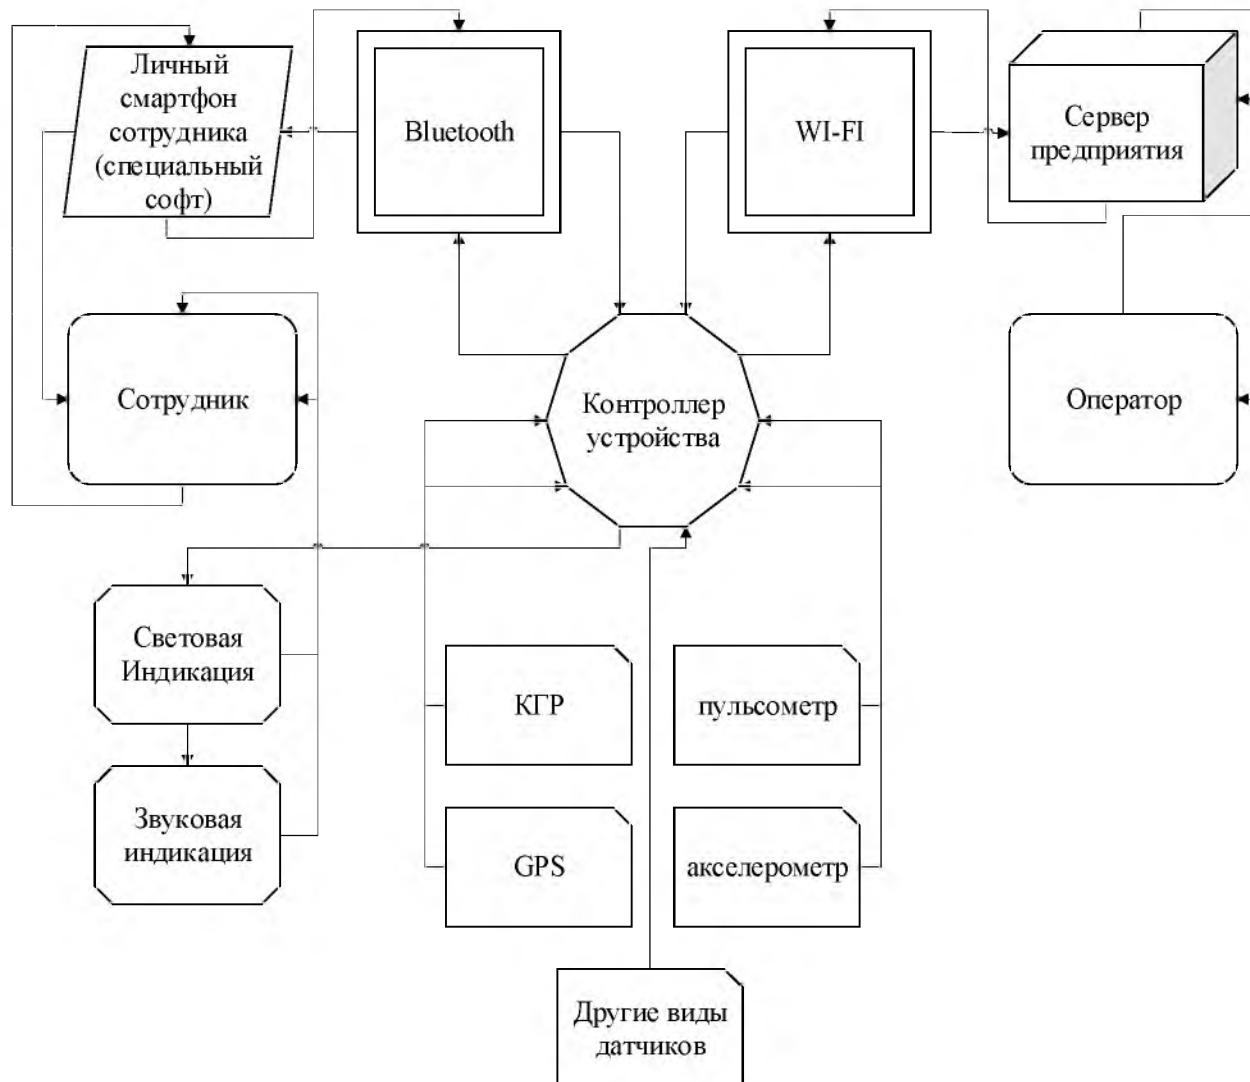 Личный
смартфон
сотрудника
(специальный
софт)
Bluetooth
WI-FI
Сервер
предприятия
Сотрудник
Контроллер
устройства
Оператор
Световая
Индикация
КГР
пульсометр
Звуковая
индикация
GPS
акселерометр
Другие виды
датчиков